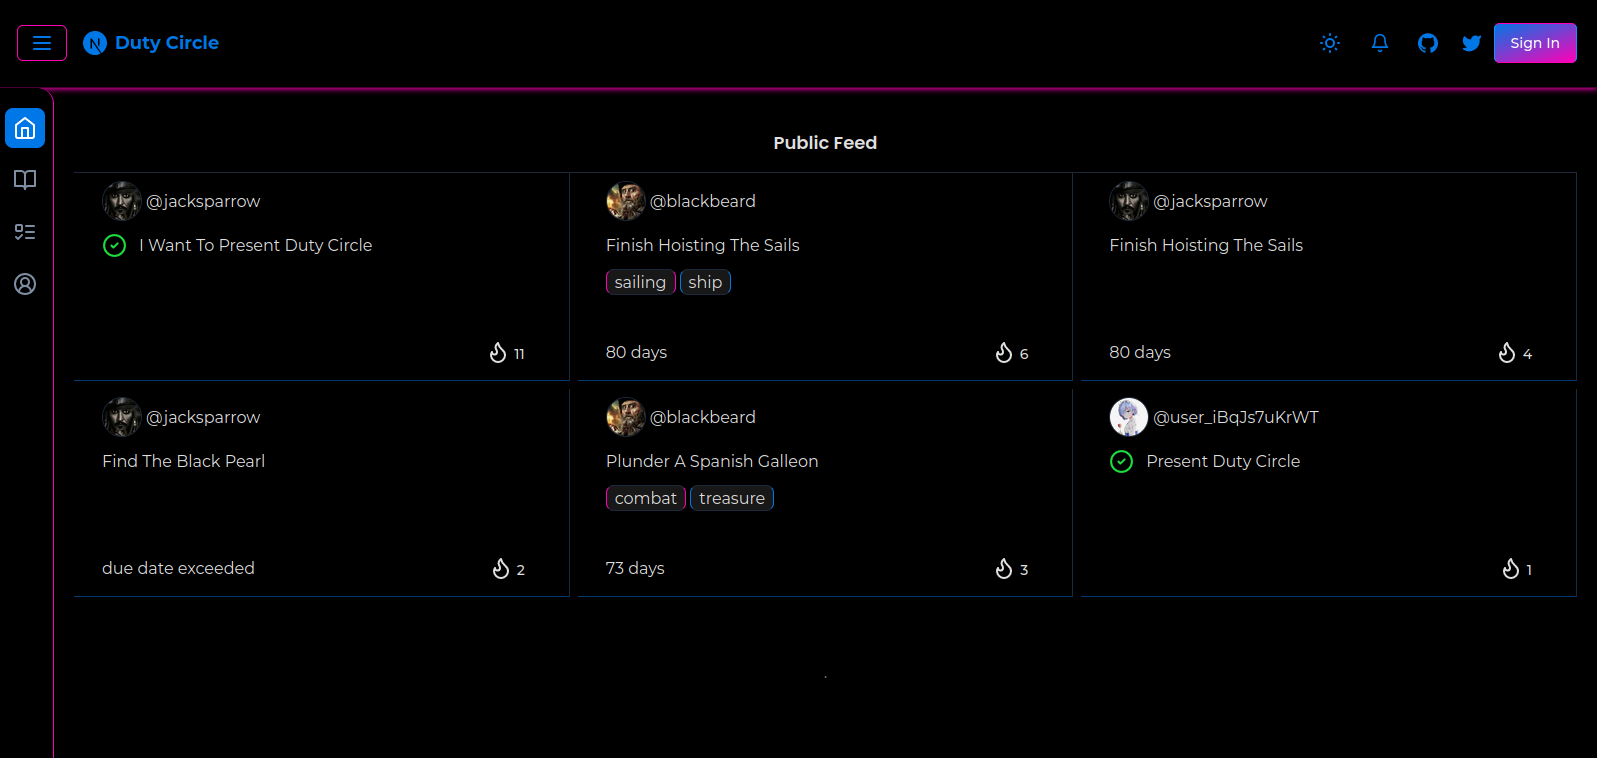 Duty Circle
Sign In
Public Feed
@jacksparrow
I Want To Present Duty Circle
11
@blackbeard
Finish Hoisting The Sails
sailing ship
80 days 6
@jacksparrow
Finish Hoisting The Sails
80 days 4
@jacksparrow
Find The Black Pearl
due date exceeded 2
@blackbeard
Plunder A Spanish Galleon
combat treasure
73 days 3
@user_iBqJs7uKrWT
Present Duty Circle
1
.